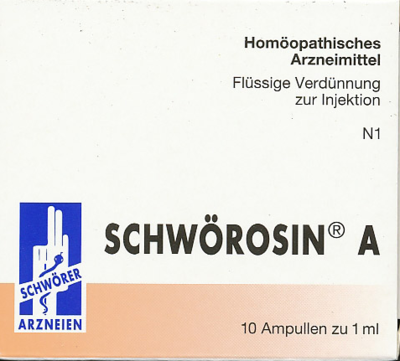 Homöopathisches
Arzneimittel
Flüssige Verdünnung
zur Injektion
N1
SCHWÖROSIN® A
SCHWÖRER
ARZNEIEN
10 Ampullen zu 1 ml